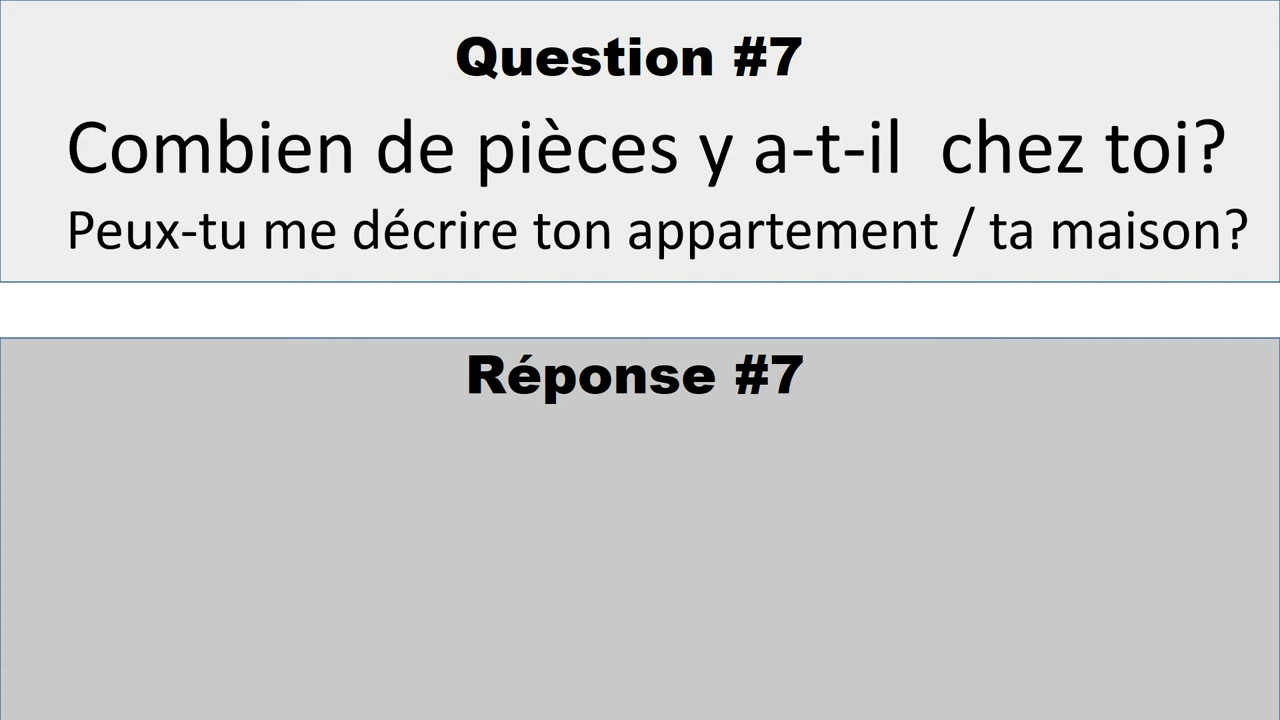 Question #7
Combien de pièces y a-t-il  chez toi?
Peux-tu me décrire ton appartement / ta maison?
Réponse #7